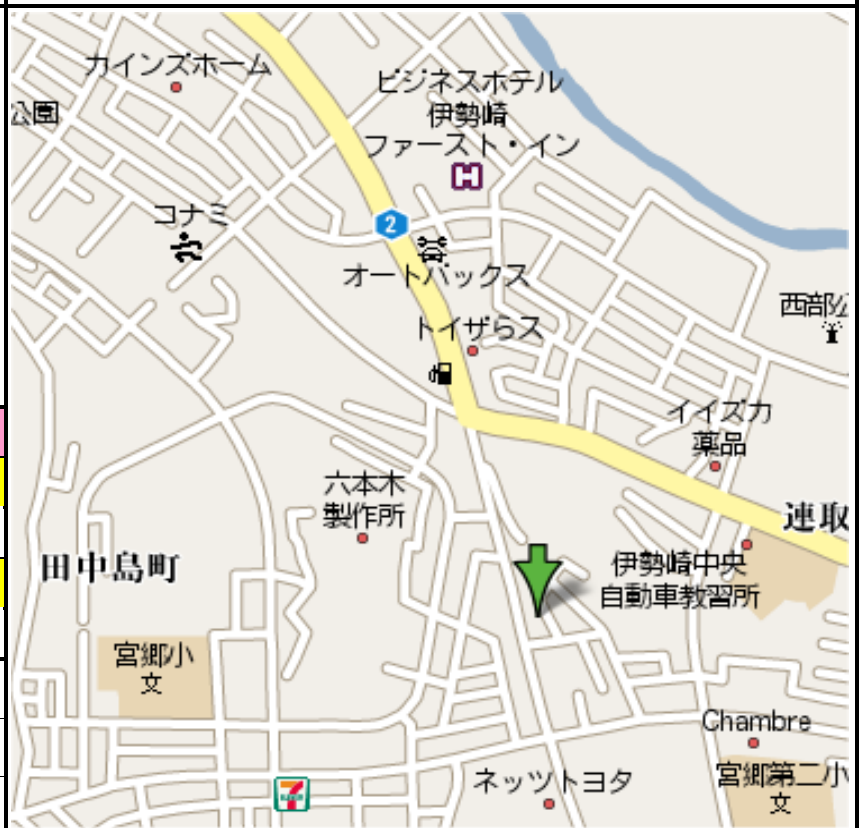 カインズホーム
ビジネスホテル
伊勢崎
ファースト・イン
公園
コナミ
2
オートバックス
トイザらス
西部公
イイズカ
薬品
六本木
製作所
連取
田中島町
伊勢崎中央
自動車教習所
宮郷小
文
Chambre
ネッツトヨタ
宮郷第二小
文
7